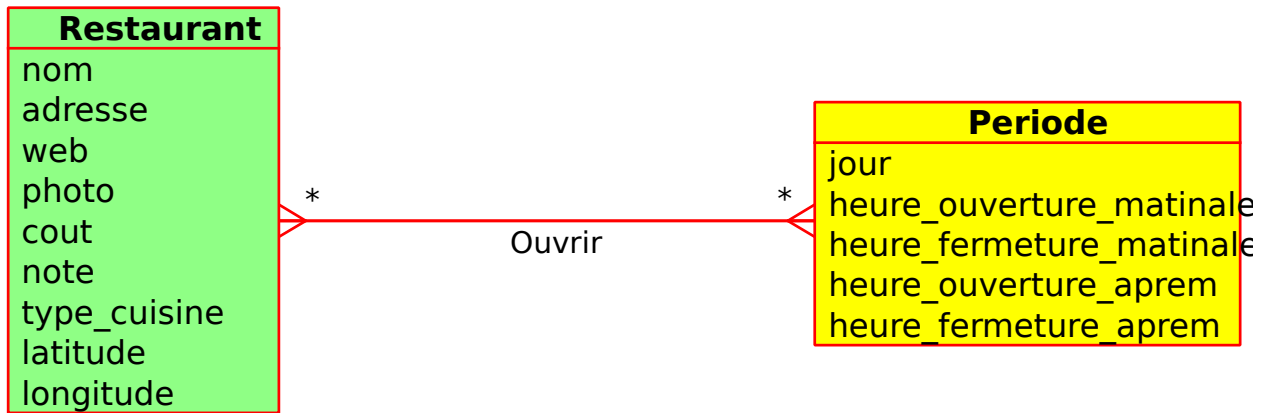 Restaurant
nom
adresse
web
photo
cout
note
type_cuisine
latitude
longitude
*
*
Ouvrir
Periode
jour
heure_ouverture_matinale
heure_fermeture_matinale
heure_ouverture_aprem
heure_fermeture_aprem